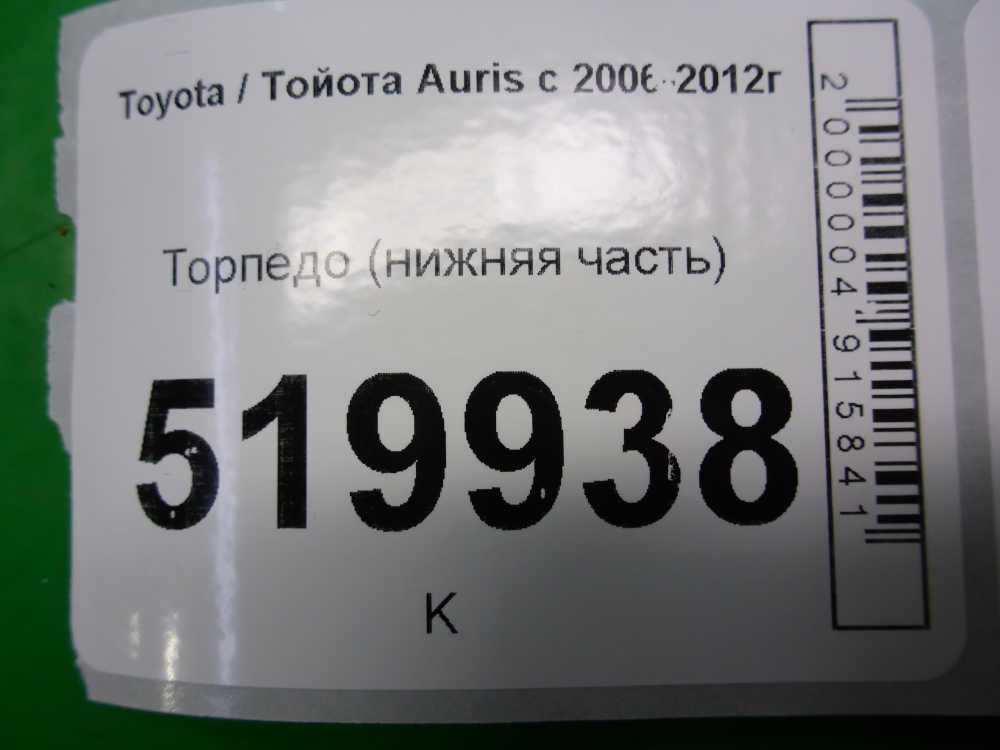 Toyota / Тойота Auris с 2006-2012г
Торпедо (нижняя часть)
519938
К
2000004915841